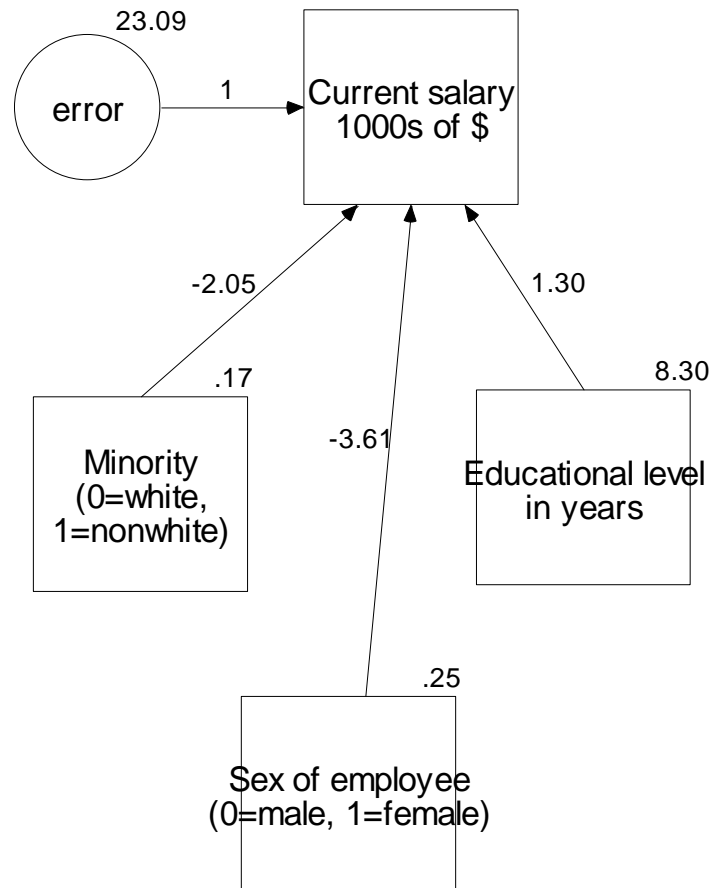 23.09
error
1
Current salary
1000s of $
-2.05
1.30
.17
8.30
Minority
(0=white,
1=nonwhite)
-3.61
Educational level
in years
.25
Sex of employee
(0=male, 1=female)